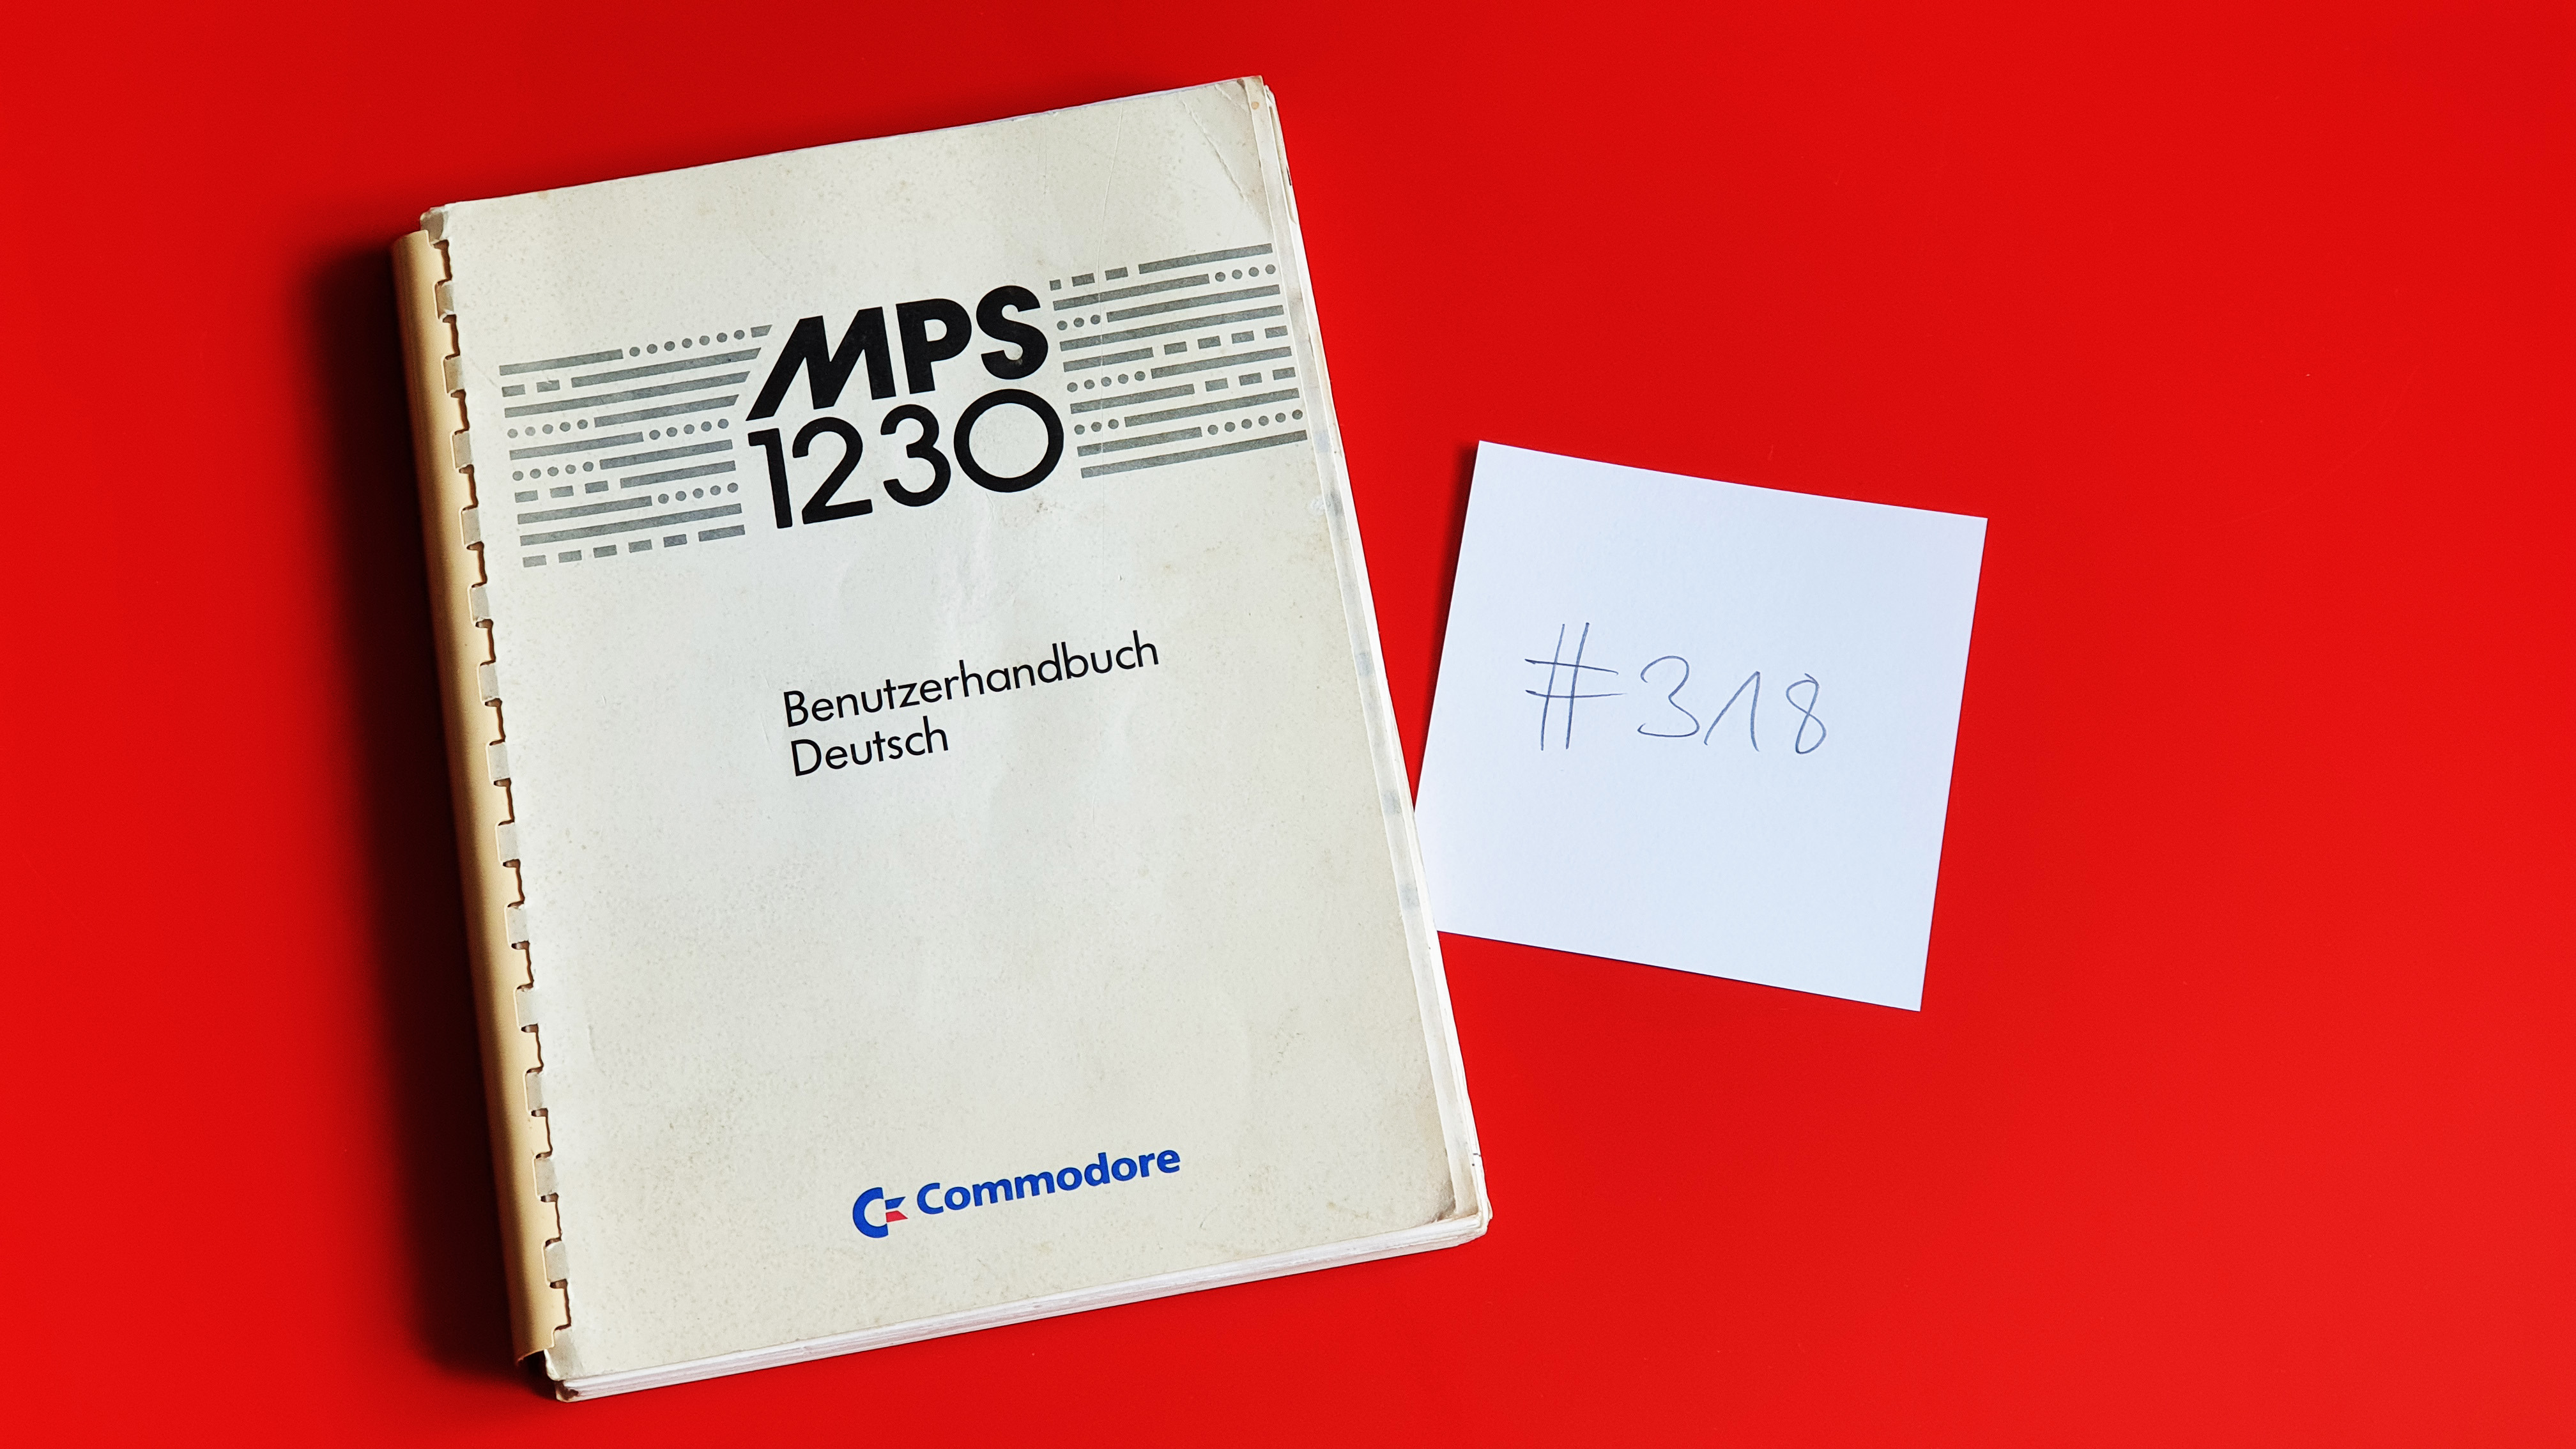 MPS
1230
Benutzerhandbuch
Deutsch
Commodore
#318